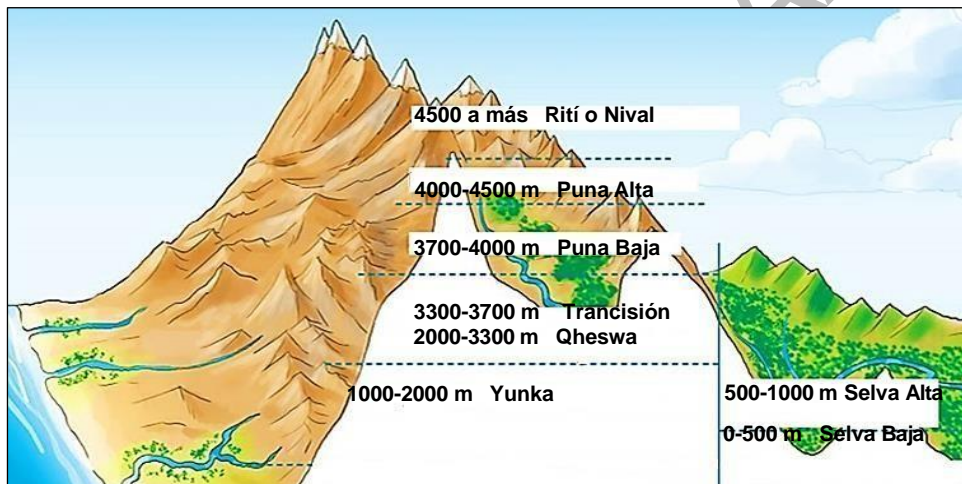 4500 a más Rití o Nival
4000-4500 m Puna Alta
3700-4000 m Puna Baja
3300-3700 m Trancisión
2000-3300 m Qheswa
1000-2000 m Yunka
500-1000 m Selva Alta
0-500 m Selva Baja